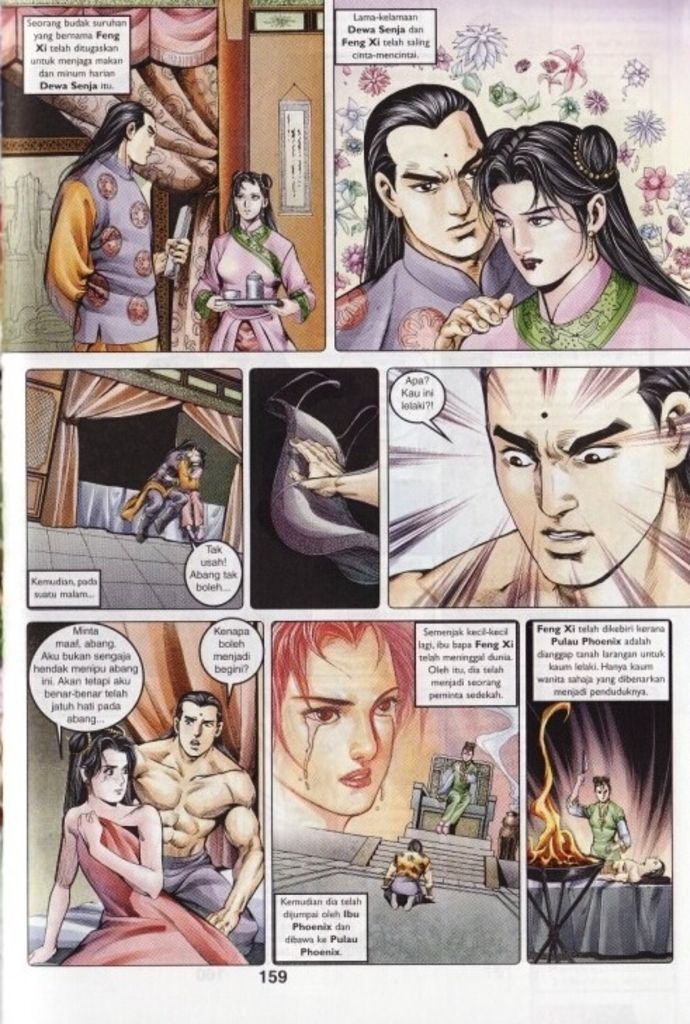 Seorang budak suruhan
yang bernama Feng
Xi telah ditugaskan
untuk menjaga makan
dan minum harian
Dewa Senja itu.
Lama-kelamaan
Dewa Senja dan
Feng Xi telah saling
cinta-mencintai.
Kemudian, pada
suatu malam...
Tak
usah!
Abang tak
boleh...
Apa?
Kau ini
lelaki?!
Minta
maaf, abang.
Aku bukan sengaja
hendak menipu abang
ini. Akan tetapi aku
benar-benar telah
jatuh hati pada
abang...
Kenapa
boleh
menjadi
begini?
Semenjak kecil-kecil
lagi, ibu bapa Feng Xi
telah meninggal dunia.
Oleh itu, dia telah
menjadi seorang
peminta sedekah.
Kemudian dia telah
dijumpai oleh Ibu
Phoenix dan
dibawa ke Pulau
Phoenix.
Feng Xi telah dikebiri kerana
Pulau Phoenix adalah
dianggap tanah larangan untuk
kaum lelaki. Hanya kaum
wanita sahaja yang dibenarkan
menjadi penduduknya.
159